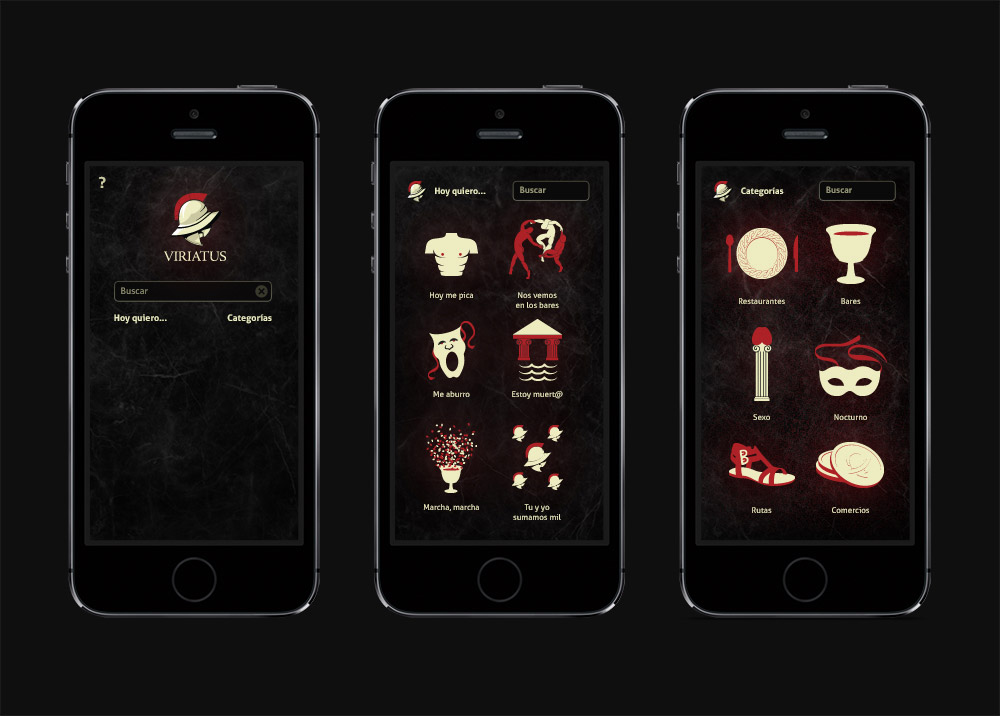 ?
VIRIATUS
Buscar
Hoy quiero...
Categorías
Hoy quiero...
Buscar
Hoy me pica
Nos vemos
en los bares
Me aburro
Estoy muert@
Marcha, marcha
Tu y yo
sumamos mil
Categorías
Buscar
Restaurantes
Bares
Sexo
Nocturno
B
Rutas
Comercios